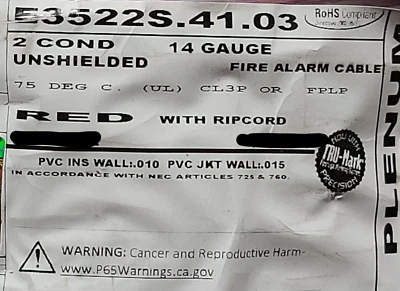 E3522S.41.03
RoHS Compliant
2 COND 14 GAUGE
UNSHIELDED FIRE ALARM CABLE
75 DEG C. (UL) CL3P OR FPLP
RED WITH RIPCORD
PVC INS WALL:.010 PVC JKT WALL:.015
IN ACCORDANCE WITH NEC ARTICLES 725 & 760.
NOW WITH
TRU-Mark
PRECISION
PLENUM
WARNING: Cancer and Reproductive Harm-
www.P65Warnings.ca.gov